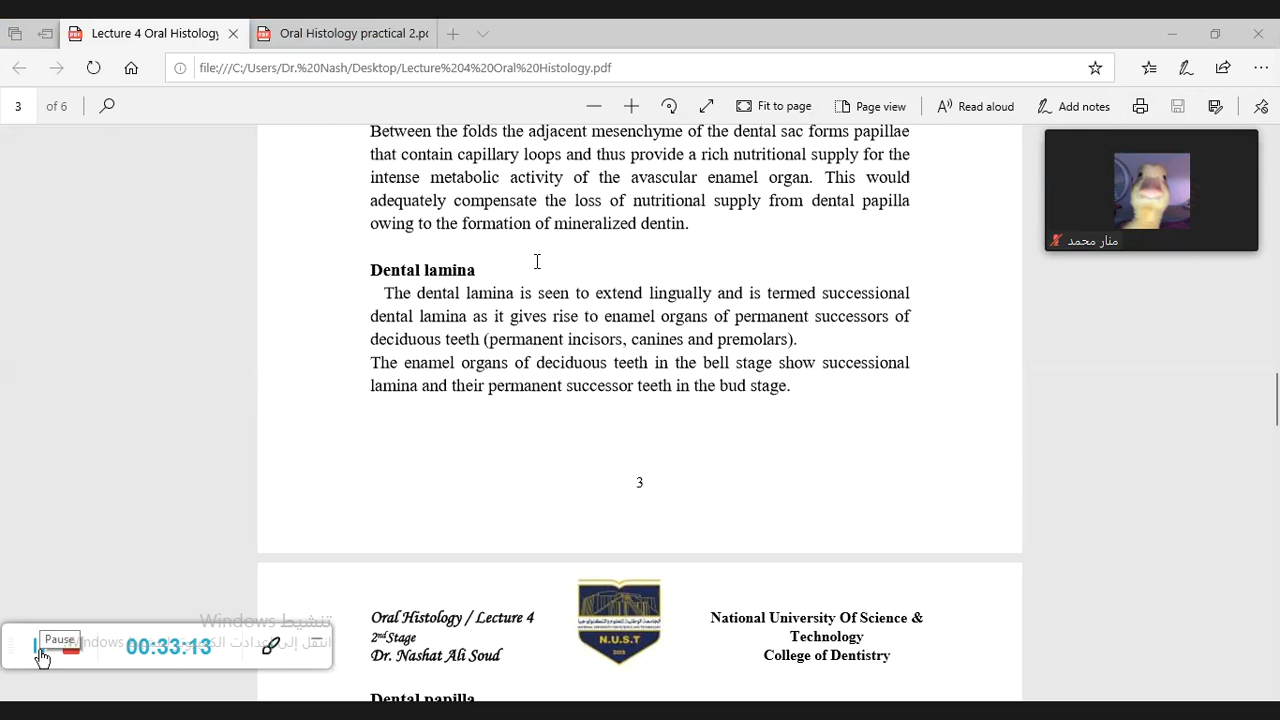 Lecture 4 Oral Histology
Oral Histology practical 2.pd
file:///C:/Users/Dr.%20Nash/Desktop/Lecture%204%20Oral%20Histology.pdf
3 of 6
Fit to page
Page view
Read aloud
Add notes
Between the folds the adjacent mesenchyme of the dental sac forms papillae
that contain capillary loops and thus provide a rich nutritional supply for the
intense metabolic activity of the avascular enamel organ. This would
adequately compensate the loss of nutritional supply from dental papilla
owing to the formation of mineralized dentin.
منار محمد
Dental lamina
The dental lamina is seen to extend lingually and is termed successional
dental lamina as it gives rise to enamel organs of permanent successors of
deciduous teeth (permanent incisors, canines and premolars).
The enamel organs of deciduous teeth in the bell stage show successional
lamina and their permanent successor teeth in the bud stage.
3
Oral Histology / Lecture 4
2nd Stage
Dr. Nashat Ali Soud
N.U.S.T
National University Of Science &
Technology
College of Dentistry
تنشيط Windows
Pause
00:33:13
Dental papilla